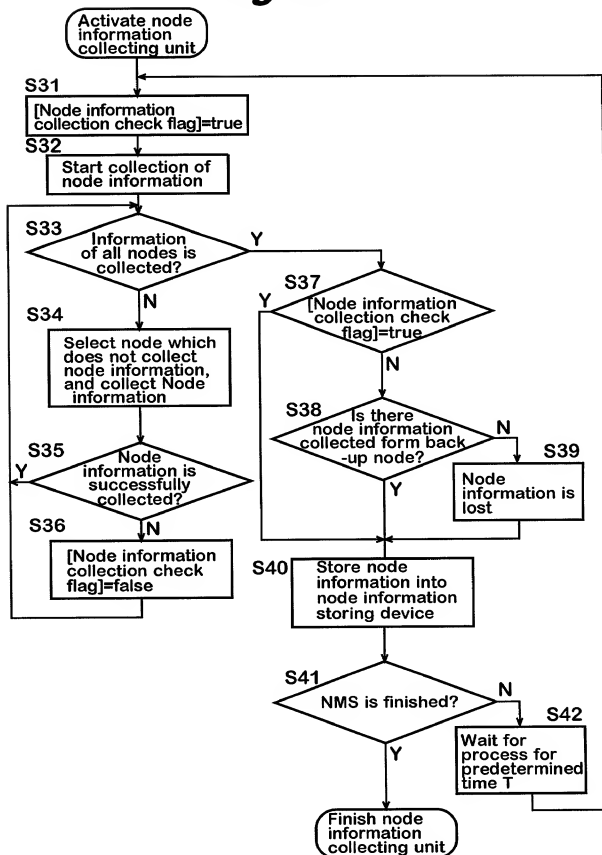 Activate node
information
collecting unit
S31
[Node information
collection check flag]=true
S32
Start collection of
node information
S33
Information
of all nodes is
collected?
Y
N
S34
Select node which
does not collect
node information,
and collect Node
information
S35
Node
information is
successfully
collected?
Y
N
S36
[Node information
collection check
flag]=false
S37
[Node information
collection check
flag]=true
Y
N
S38
Is there
node information
collected form back
-up node?
N
Y
S39
Node
information is
lost
S40
Store node
information into
node information
storing device
S41
NMS is finished?
N
Y
S42
Wait for
process for
predetermined
time T
Finish node
information
collecting unit